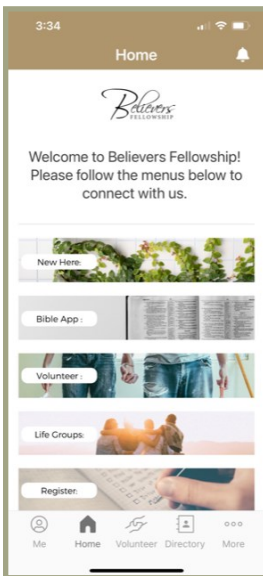 3:34
Home
Believers
FELLOWSHIP
Welcome to Believers Fellowship!
Please follow the menus below to
connect with us.
New Here:
Bible App :
Volunteer :
Life Groups:
Register:
Me Home Volunteer Directory More